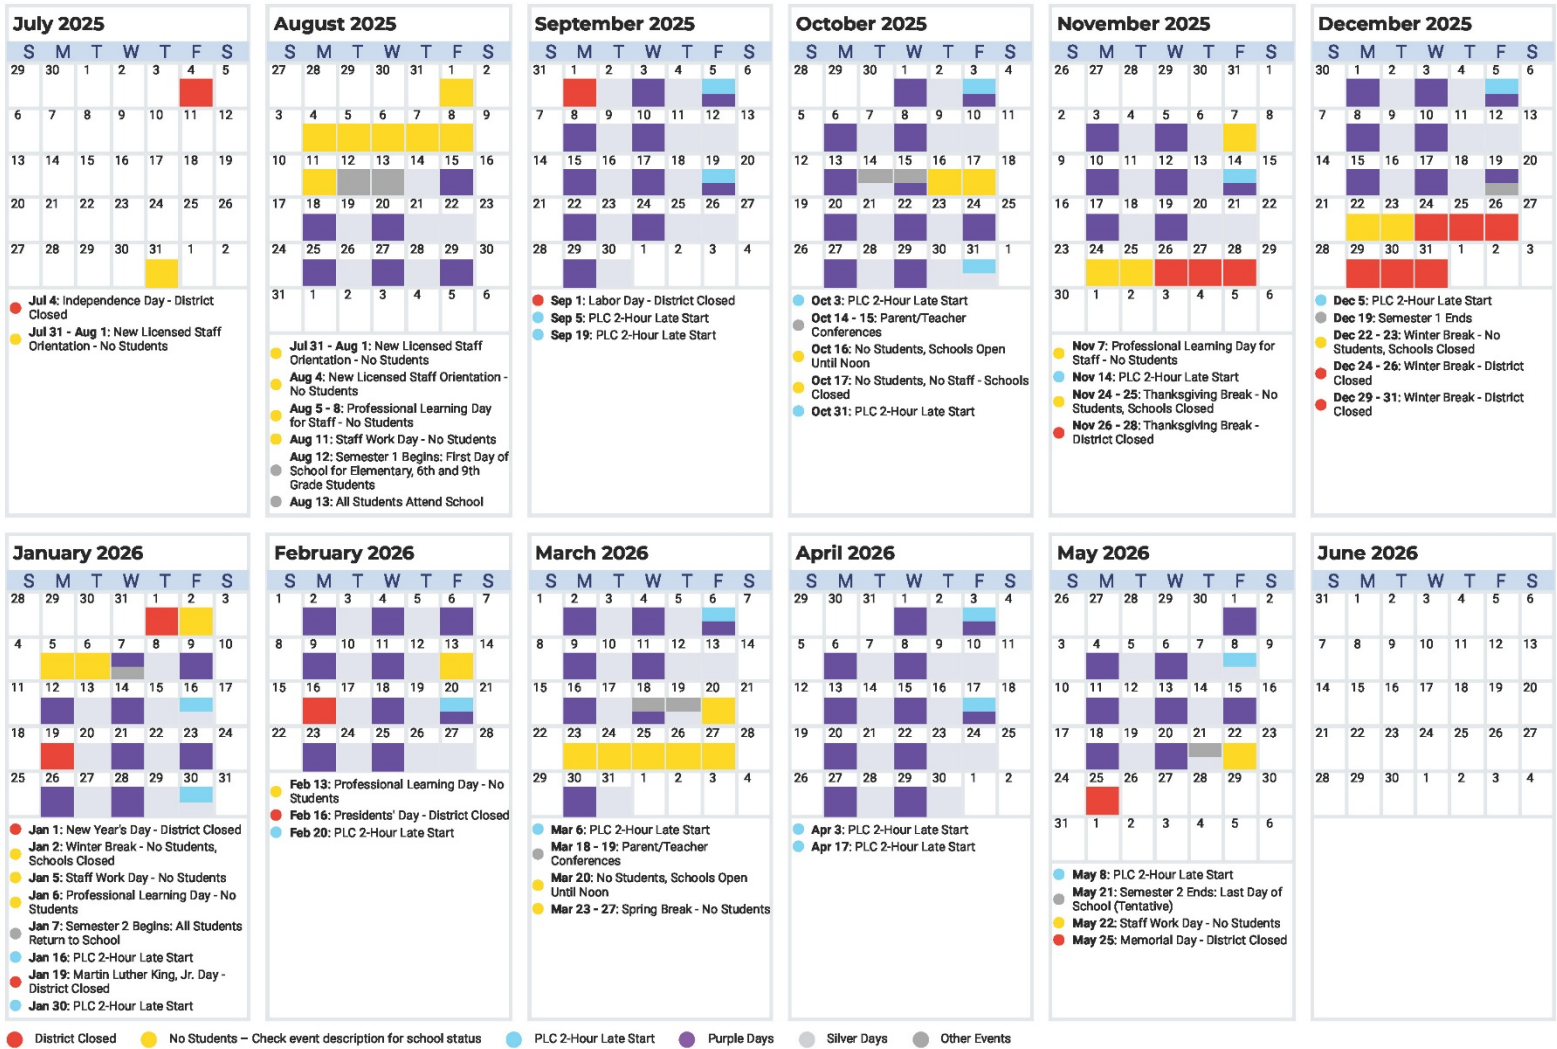 July 2025
S M T W T F S
29 30 1 2 3 4 5
6 7 8 9 10 11 12
13 14 15 16 17 18 19
20 21 22 23 24 25 26
27 28 29 30 31 1 2
Jul 4: Independence Day - District
Closed
Jul 31 - Aug 1: New Licensed Staff
Orientation - No Students
August 2025
S M T W T F S
27 28 29 30 31 1 2
3 4 5 6 7 8 9
10 11 12 13 14 15 16
17 18 19 20 21 22 23
24 25 26 27 28 29 30
31 1 2 3 4 5 6
Jul 31 - Aug 1: New Licensed Staff
Orientation - No Students
Aug 4: New Licensed Staff Orientation -
No Students
Aug 5 - 8: Professional Learning Day
for Staff - No Students
Aug 11: Staff Work Day - No Students
Aug 12: Semester 1 Begins: First Day of
School for Elementary, 6th and 9th
Grade Students
Aug 13: All Students Attend School
September 2025
S M T W T F S
31 1 2 3 4 5 6
7 8 9 10 11 12 13
14 15 16 17 18 19 20
21 22 23 24 25 26 27
28 29 30 1 2 3 4
Sep 1: Labor Day - District Closed
Sep 5: PLC 2-Hour Late Start
Sep 19: PLC 2-Hour Late Start
October 2025
S M T W T F S
28 29 30 1 2 3 4
5 6 7 8 9 10 11
12 13 14 15 16 17 18
19 20 21 22 23 24 25
26 27 28 29 30 31 1
Oct 3: PLC 2-Hour Late Start
Oct 14 - 15: Parent/Teacher
Conferences
Oct 16: No Students, Schools Open
Until Noon
Oct 17: No Students, No Staff - Schools
Closed
Oct 31: PLC 2-Hour Late Start
November 2025
S M T W T F S
26 27 28 29 30 31 1
2 3 4 5 6 7 8
9 10 11 12 13 14 15
16 17 18 19 20 21 22
23 24 25 26 27 28 29
30 1 2 3 4 5 6
Nov 7: Professional Learning Day for
Staff - No Students
Nov 14: PLC 2-Hour Late Start
Nov 24 - 25: Thanksgiving Break - No
Students, Schools Closed
Nov 26 - 28: Thanksgiving Break -
District Closed
December 2025
S M T W T F S
30 1 2 3 4 5 6
7 8 9 10 11 12 13
14 15 16 17 18 19 20
21 22 23 24 25 26 27
28 29 30 31 1 2 3
Dec 5: PLC 2-Hour Late Start
Dec 19: Semester 1 Ends
Dec 22 - 23: Winter Break - No
Students, Schools Closed
Dec 24 - 26: Winter Break - District
Closed
Dec 29 - 31: Winter Break - District
Closed
January 2026
S M T W T F S
28 29 30 31 1 2 3
4 5 6 7 8 9 10
11 12 13 14 15 16 17
18 19 20 21 22 23 24
25 26 27 28 29 30 31
Jan 1: New Year's Day - District Closed
Jan 2: Winter Break - No Students,
Schools Closed
Jan 5: Staff Work Day - No Students
Jan 6: Professional Learning Day - No
Students
Jan 7: Semester 2 Begins: All Students
Return to School
Jan 16: PLC 2-Hour Late Start
Jan 19: Martin Luther King, Jr. Day -
District Closed
Jan 30: PLC 2-Hour Late Start
February 2026
S M T W T F S
1 2 3 4 5 6 7
8 9 10 11 12 13 14
15 16 17 18 19 20 21
22 23 24 25 26 27 28
Feb 13: Professional Learning Day - No
Students
Feb 16: Presidents' Day - District Closed
Feb 20: PLC 2-Hour Late Start
March 2026
S M T W T F S
1 2 3 4 5 6 7
8 9 10 11 12 13 14
15 16 17 18 19 20 21
22 23 24 25 26 27 28
29 30 31 1 2 3 4
Mar 6: PLC 2-Hour Late Start
Mar 18 - 19: Parent/Teacher
Conferences
Mar 20: No Students, Schools Open
Until Noon
Mar 23 - 27: Spring Break - No Students
April 2026
S M T W T F S
29 30 31 1 2 3 4
5 6 7 8 9 10 11
12 13 14 15 16 17 18
19 20 21 22 23 24 25
26 27 28 29 30 1 2
Apr 3: PLC 2-Hour Late Start
Apr 17: PLC 2-Hour Late Start
May 2026
S M T W T F S
26 27 28 29 30 1 2
3 4 5 6 7 8 9
10 11 12 13 14 15 16
17 18 19 20 21 22 23
24 25 26 27 28 29 30
31 1 2 3 4 5 6
May 8: PLC 2-Hour Late Start
May 21: Semester 2 Ends: Last Day of
School (Tentative)
May 22: Staff Work Day - No Students
May 25: Memorial Day - District Closed
June 2026
S M T W T F S
31 1 2 3 4 5 6
7 8 9 10 11 12 13
14 15 16 17 18 19 20
21 22 23 24 25 26 27
28 29 30 1 2 3 4
District Closed
No Students – Check event description for school status
PLC 2-Hour Late Start
Purple Days
Silver Days
Other Events